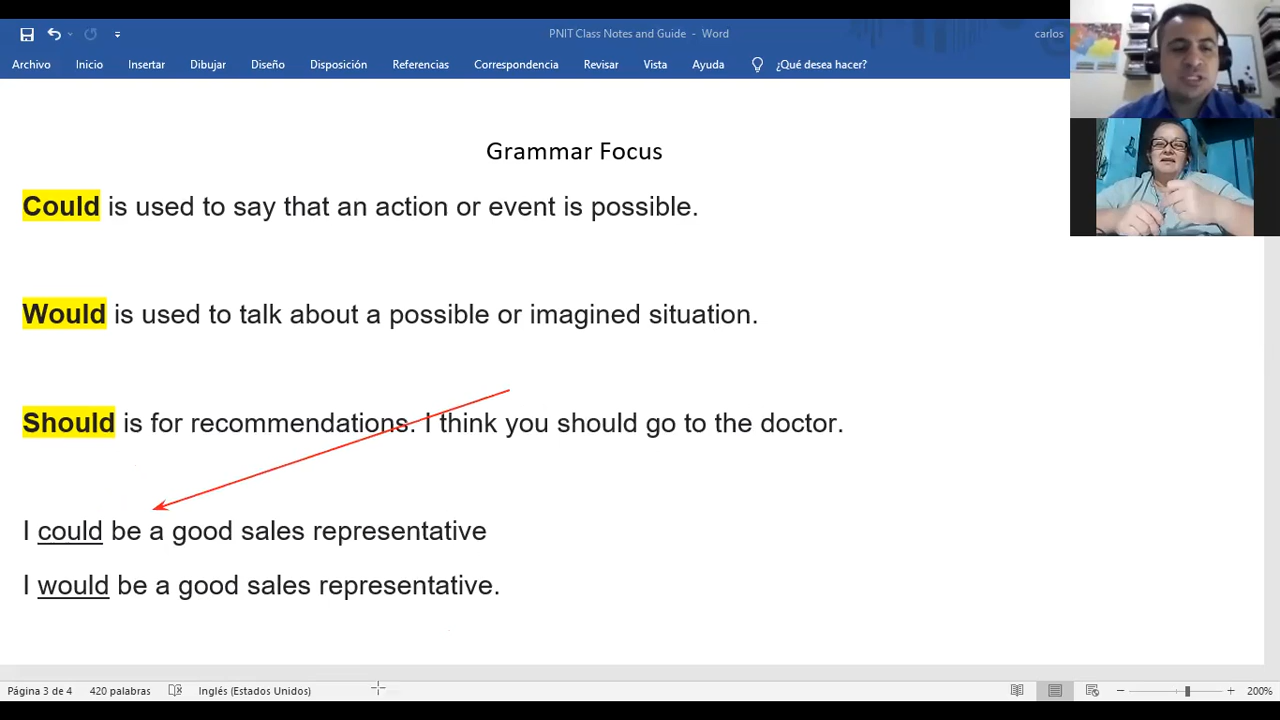 PNIT Class Notes and Guide - Word
carlos
Archivo Inicio Insertar Dibujar Diseño Disposición Referencias Correspondencia Revisar Vista Ayuda ¿Qué desea hacer?
Grammar Focus
Could is used to say that an action or event is possible.
Would is used to talk about a possible or imagined situation.
Should is for recommendations. I think you should go to the doctor.
I could be a good sales representative
I would be a good sales representative.
Página 3 de 4 420 palabras Inglés (Estados Unidos) 200%